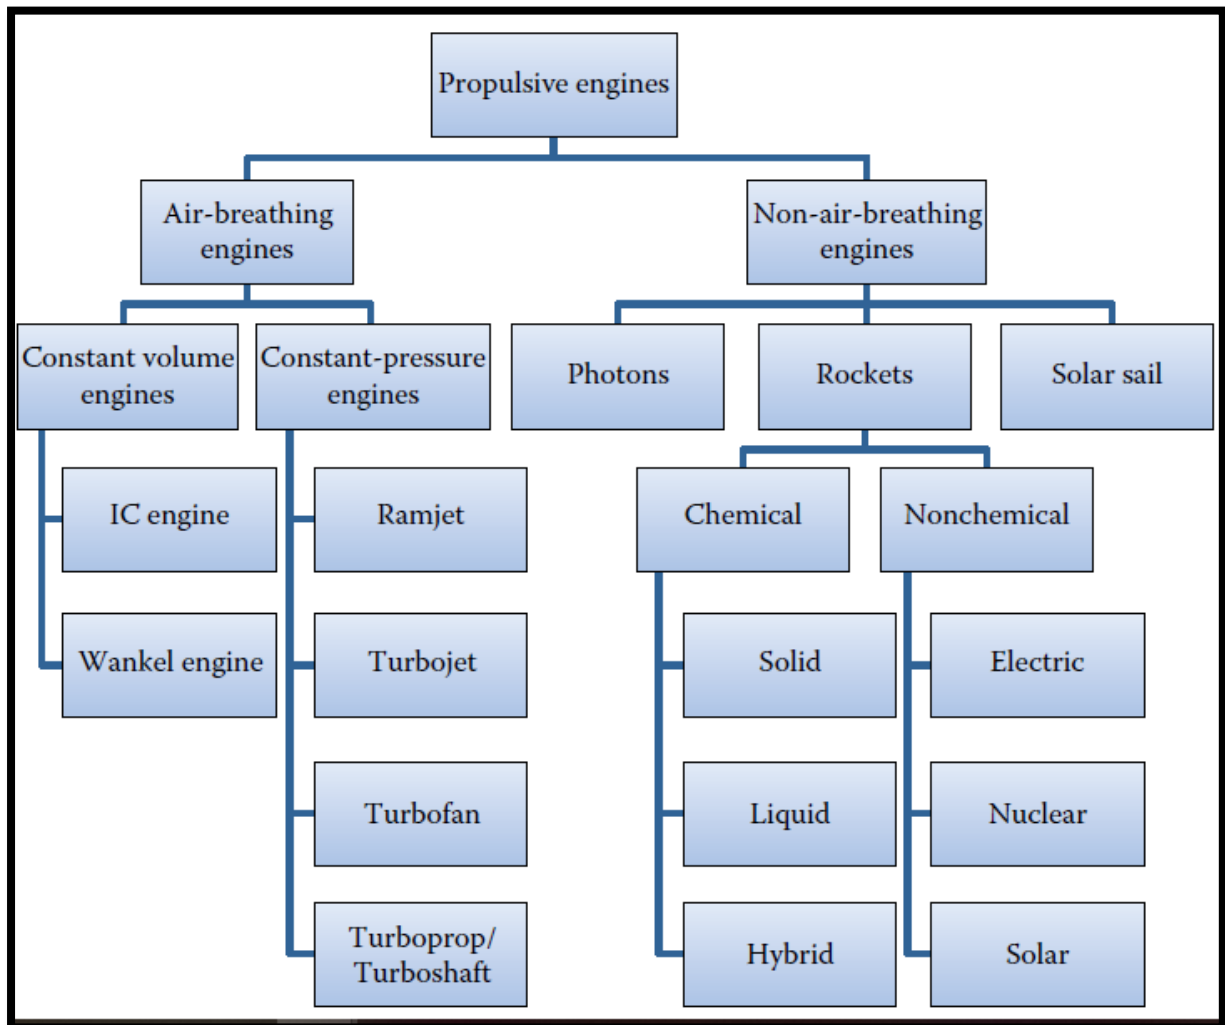 Propulsive engines
Air-breathing
engines
Non-air-breathing
engines
Constant volume
engines
Constant-pressure
engines
Photons
Rockets
Solar sail
IC engine
Ramjet
Chemical
Nonchemical
Wankel engine
Turbojet
Solid
Electric
Turbofan
Liquid
Nuclear
Turboprop/
Turboshaft
Hybrid
Solar